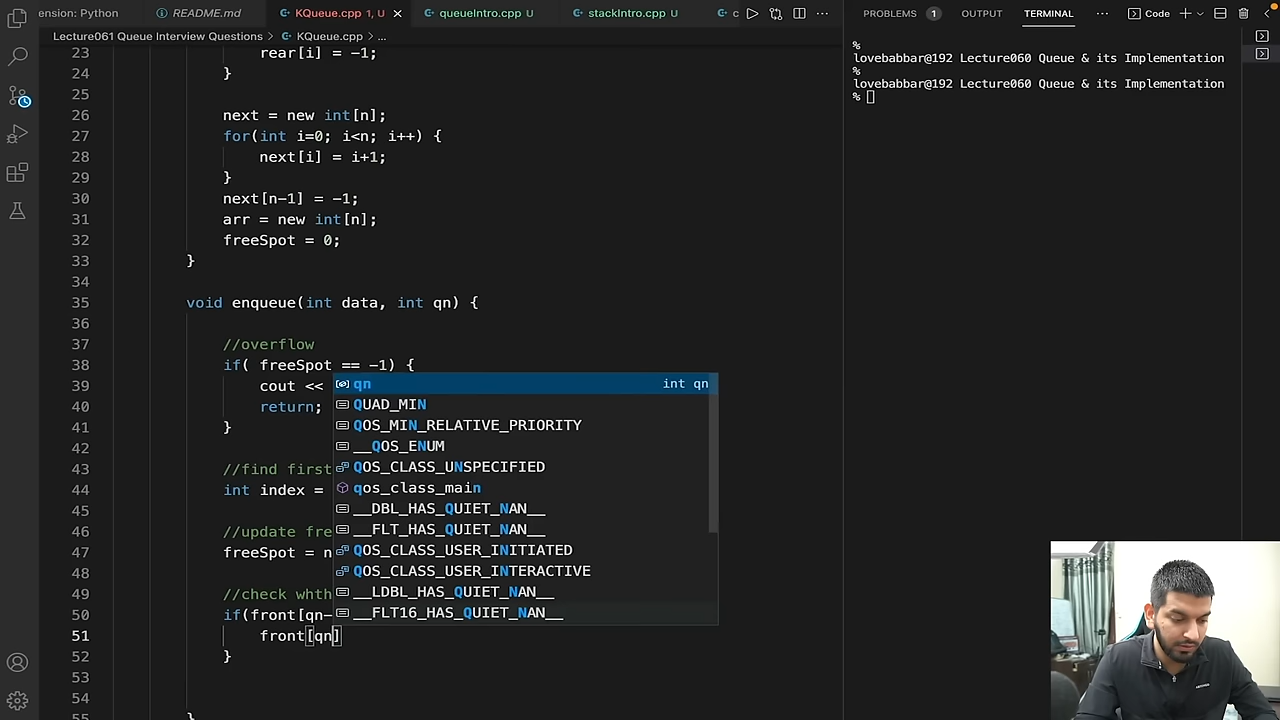 ension: Python
README.md
KQueue.cpp 1, U
queueIntro.cpp U
stackIntro.cpp U
c
Lecture061 Queue Interview Questions > KQueue.cpp > ...
23 rear[i] = -1;
24 }
25
26 next = new int[n];
27 for(int i=0; i<n; i++) {
28 next[i] = i+1;
29 }
30 next[n-1] = -1;
31 arr = new int[n];
32 freeSpot = 0;
33 }
34
35 void enqueue(int data, int qn) {
36
37 //overflow
38 if( freeSpot == -1) {
39 cout <<
40 return;
41 }
42
43 //find first
44 int index =
45
46 //update fre
47 freeSpot = n
48
49 //check whth
50 if(front[qn-
51 front[qn]
52 }
53
54
55 }
qn int qn
QUAD_MIN
QOS_MIN_RELATIVE_PRIORITY
__QOS_ENUM
QOS_CLASS_UNSPECIFIED
qos_class_main
__DBL_HAS_QUIET_NAN__
__FLT_HAS_QUIET_NAN__
QOS_CLASS_USER_INITIATED
QOS_CLASS_USER_INTERACTIVE
__LDBL_HAS_QUIET_NAN__
__FLT16_HAS_QUIET_NAN__
PROBLEMS 1 OUTPUT TERMINAL ... Code
%
lovebabbar@192 Lecture060 Queue & its Implementation
%
lovebabbar@192 Lecture060 Queue & its Implementation
%